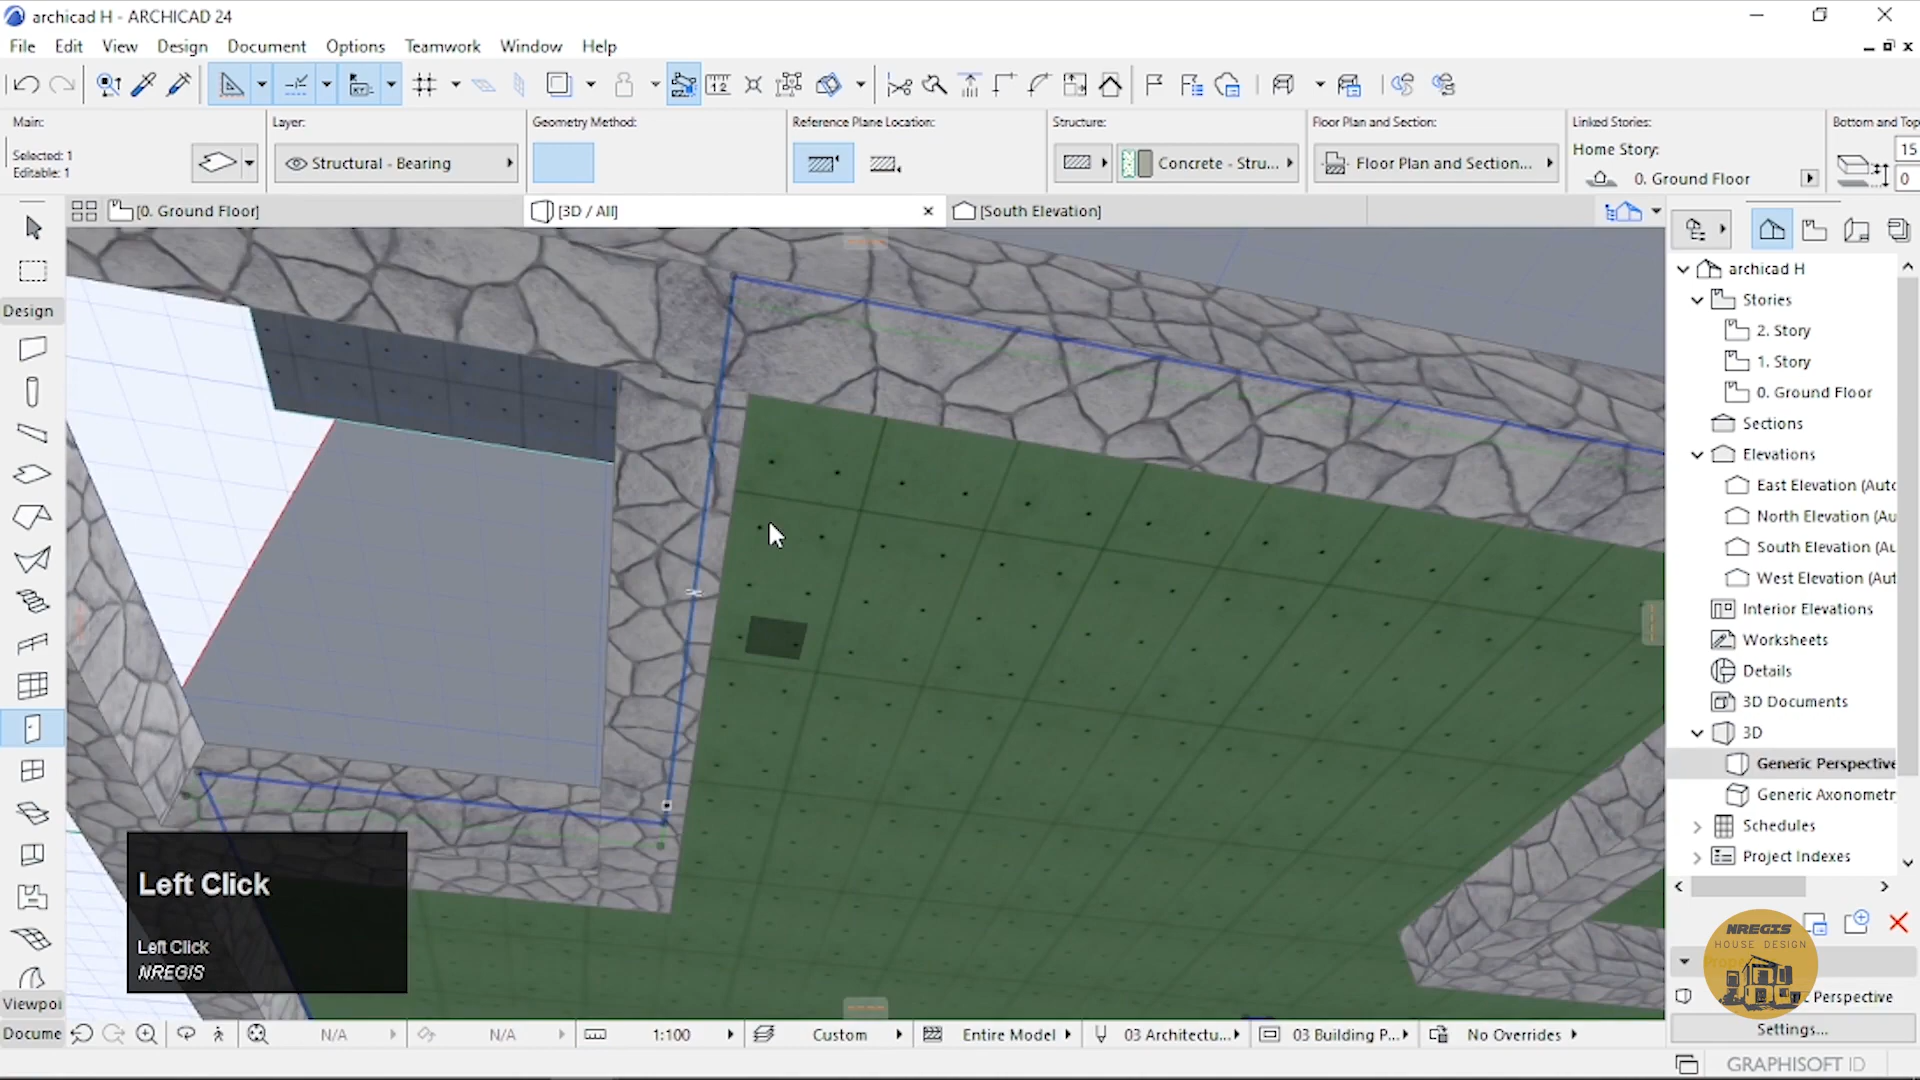 archicad H - ARCHICAD 24
File Edit View Design Document Options Teamwork Window Help
Main: Layer: Geometry Method: Reference Plane Location: Structure: Floor Plan and Section: Linked Stories: Bottom and Top
Selected: 1
Editable: 1
Structural - Bearing
Concrete - Stru...
Floor Plan and Section...
Home Story:
0. Ground Floor
15
0
[0. Ground Floor] [3D / All] [South Elevation]
Design
archicad H
Stories
2. Story
1. Story
0. Ground Floor
Sections
Elevations
East Elevation (Auto
North Elevation (Au
South Elevation (Au
West Elevation (Aut
Interior Elevations
Worksheets
Details
3D Documents
3D
Generic Perspective
Generic Axonometr
Schedules
Project Indexes
Left Click
Left Click
NREGIS
NREGIS
HOUSE DESIGN
Perspective
Settings...
Viewpoi
Docume
N/A N/A 1:100 Custom Entire Model 03 Architectu... 03 Building P... No Overrides
GRAPHISOFT ID